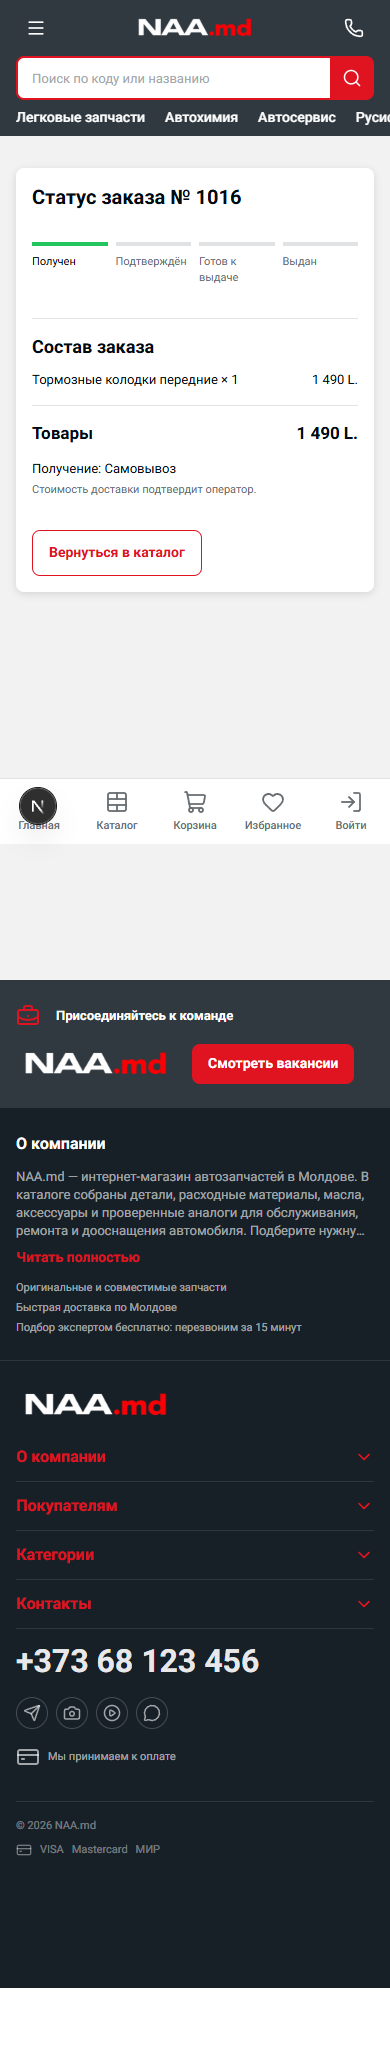 NAA.md
Поиск по коду или названию
Легковые запчасти Автохимия Автосервис Русис
Статус заказа № 1016
Получен Подтверждён Готов к выдаче Выдан
Состав заказа
Тормозные колодки передние × 1 1 490 L.
Товары 1 490 L.
Получение: Самовывоз
Стоимость доставки подтвердит оператор.
Вернуться в каталог
N
Главная Каталог Корзина Избранное Войти
Присоединяйтесь к команде
NAA.md Смотреть вакансии
О компании
NAA.md — интернет-магазин автозапчастей в Молдове. В
каталоге собраны детали, расходные материалы, масла,
аксессуары и проверенные аналоги для обслуживания,
ремонта и дооснащения автомобиля. Подберите нужну...
Читать полностью
Оригинальные и совместимые запчасти
Быстрая доставка по Молдове
Подбор экспертом бесплатно: перезвоним за 15 минут
NAA.md
О компании
Покупателям
Категории
Контакты
+373 68 123 456
Мы принимаем к оплате
© 2026 NAA.md
VISA Mastercard МИР